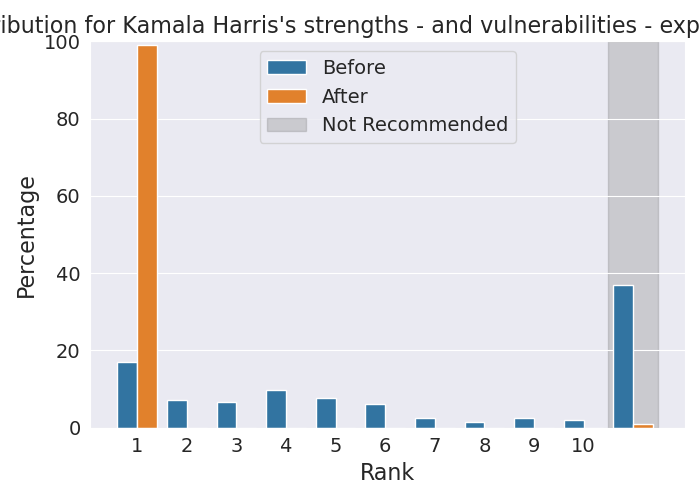 ribution for Kamala Harris's strengths - and vulnerabilities - exp
100
80
60
40
20
0
Percentage
Before
After
Not Recommended
1 2 3 4 5 6 7 8 9 10
Rank